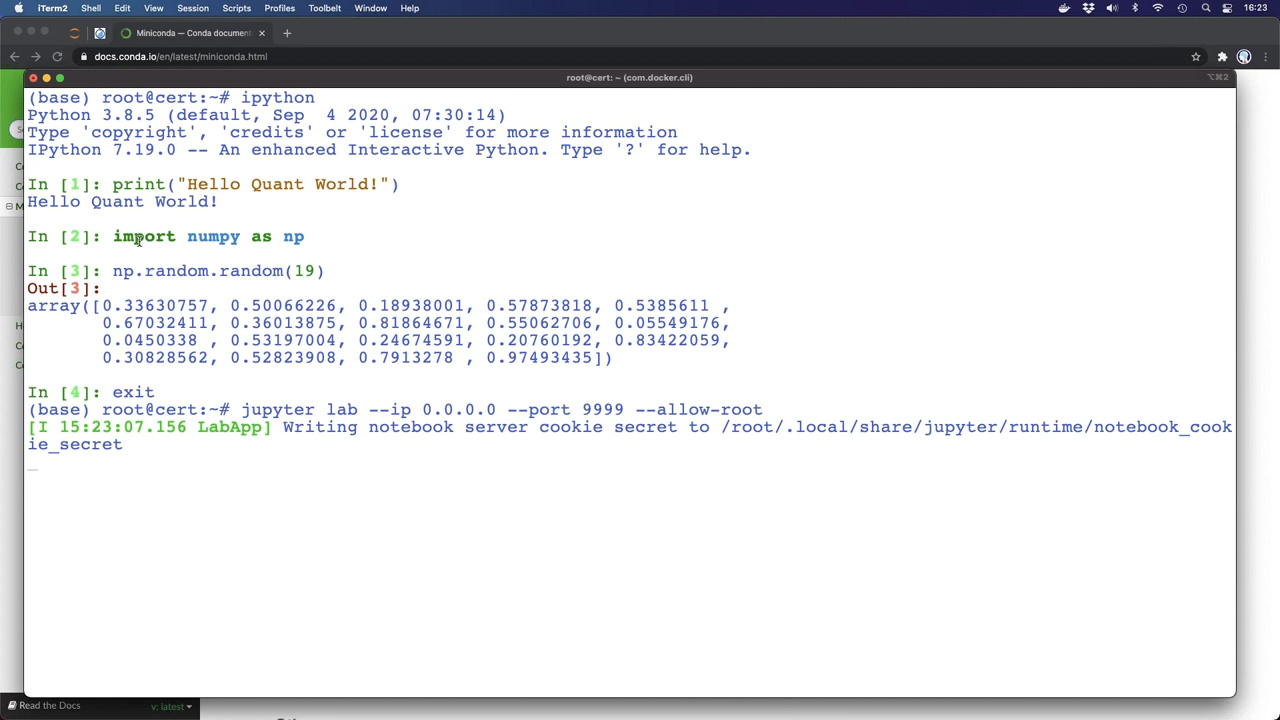 iTerm2 Shell Edit View Session Scripts Profiles Toolbelt Window Help 16:23
Miniconda — Conda document
docs.conda.io/en/latest/miniconda.html
root@cert: ~ (com.docker.cli) ⌥⌘2
(base) root@cert:~# ipython
Python 3.8.5 (default, Sep  4 2020, 07:30:14)
Type 'copyright', 'credits' or 'license' for more information
IPython 7.19.0 -- An enhanced Interactive Python. Type '?' for help.
In [1]: print("Hello Quant World!")
Hello Quant World!
In [2]: import numpy as np
In [3]: np.random.random(19)
Out[3]:
array([0.33630757, 0.50066226, 0.18938001, 0.57873818, 0.5385611 ,
0.67032411, 0.36013875, 0.81864671, 0.55062706, 0.05549176,
0.0450338 , 0.53197004, 0.24674591, 0.20760192, 0.83422059,
0.30828562, 0.52823908, 0.7913278 , 0.97493435])
In [4]: exit
(base) root@cert:~# jupyter lab --ip 0.0.0.0 --port 9999 --allow-root
[I 15:23:07.156 LabApp] Writing notebook server cookie secret to /root/.local/share/jupyter/runtime/notebook_cook
ie_secret
Read the Docs v: latest